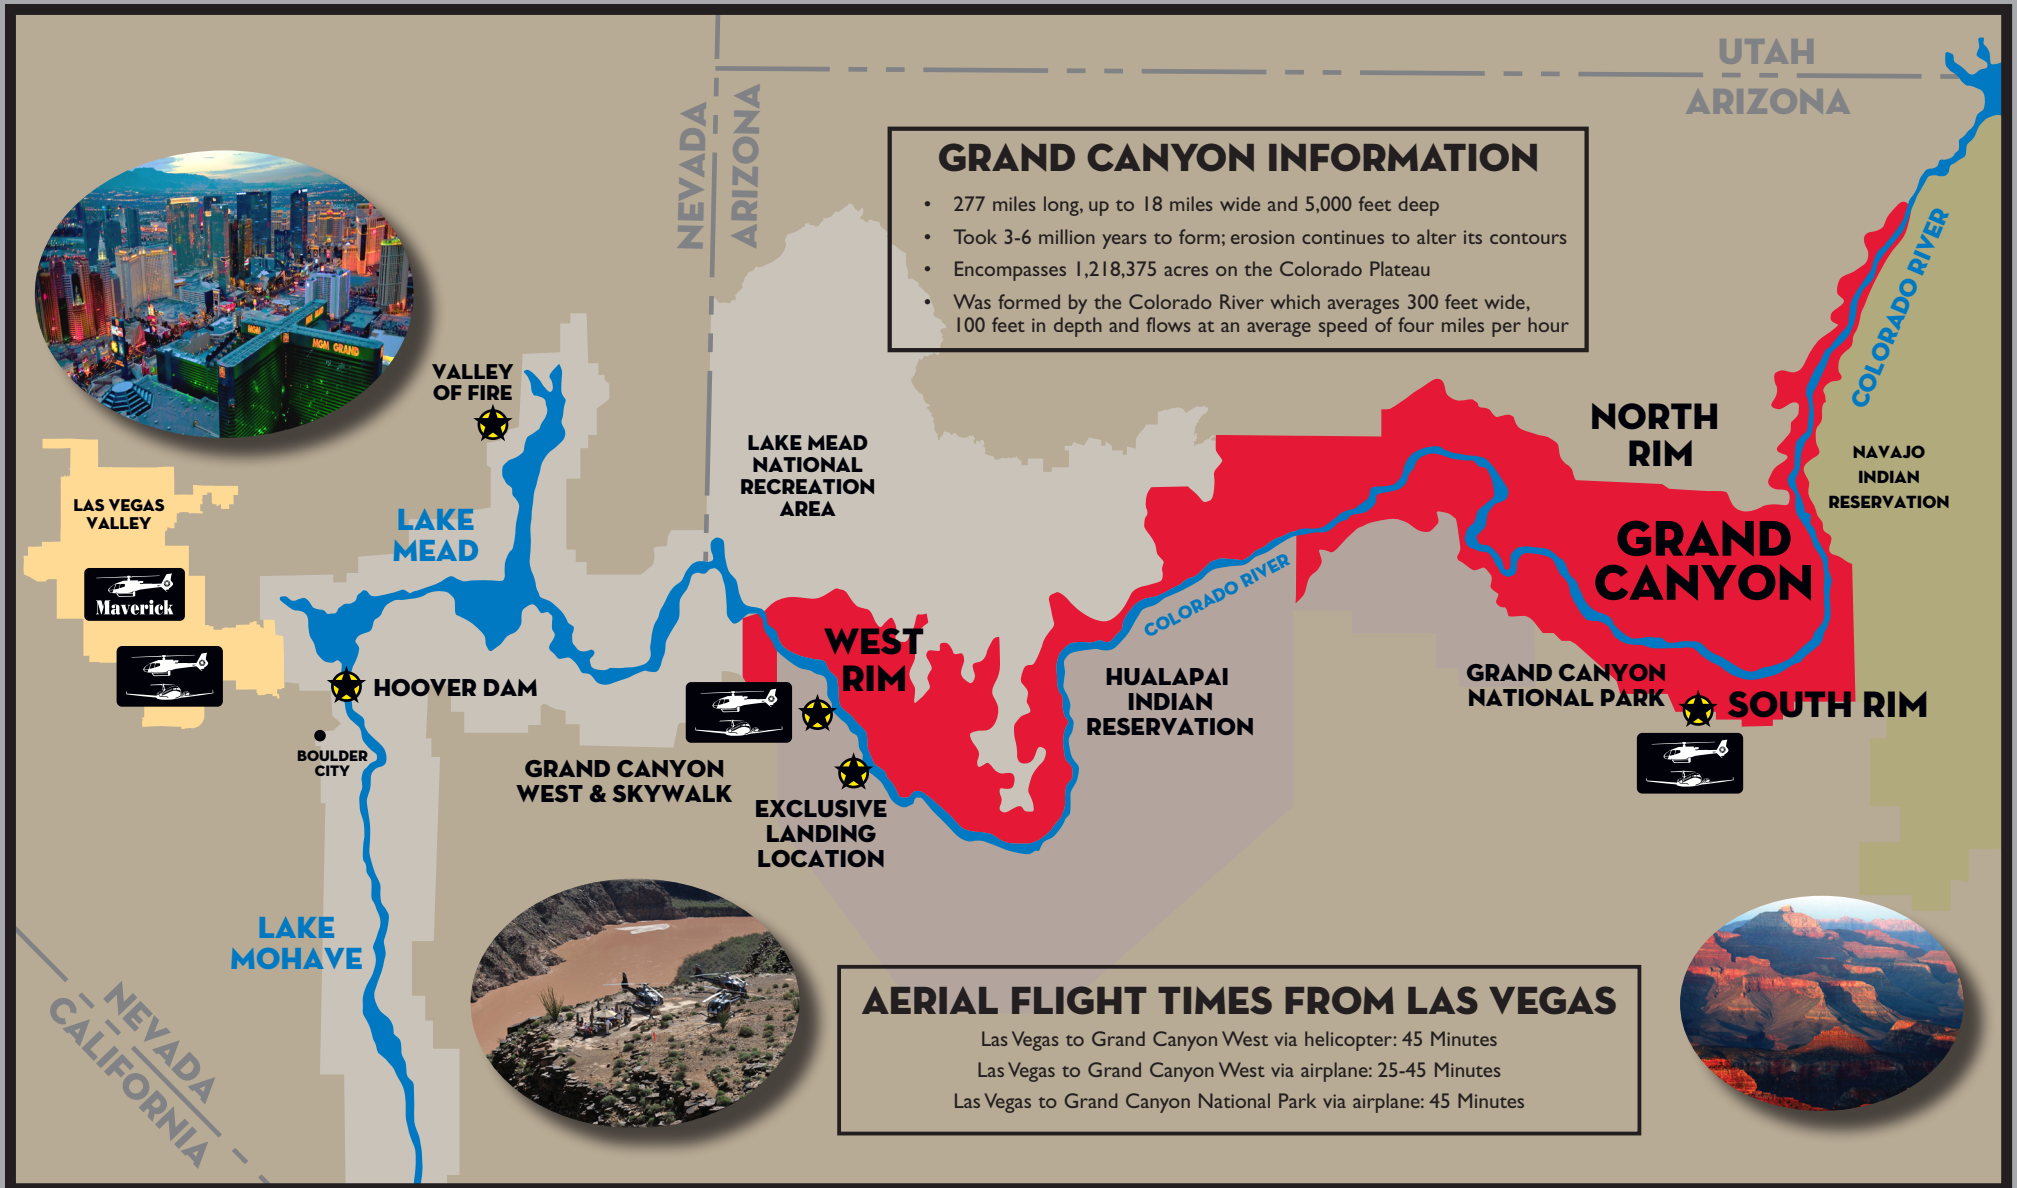 UTAH
ARIZONA
NEVADA
ARIZONA
GRAND CANYON INFORMATION
• 277 miles long, up to 18 miles wide and 5,000 feet deep
• Took 3-6 million years to form; erosion continues to alter its contours
• Encompasses 1,218,375 acres on the Colorado Plateau
• Was formed by the Colorado River which averages 300 feet wide,
100 feet in depth and flows at an average speed of four miles per hour
COLORADO RIVER
MGM
MGM GRAND
VALLEY
OF FIRE
NORTH
RIM
LAKE MEAD
NATIONAL
RECREATION
AREA
NAVAJO
INDIAN
RESERVATION
LAS VEGAS
VALLEY
LAKE
MEAD
GRAND
CANYON
Maverick
COLORADO RIVER
WEST
RIM
HOOVER DAM
HUALAPAI
INDIAN
RESERVATION
GRAND CANYON
NATIONAL PARK
SOUTH RIM
BOULDER
CITY
GRAND CANYON
WEST & SKYWALK
EXCLUSIVE
LANDING
LOCATION
LAKE
MOHAVE
NEVADA
CALIFORNIA
AERIAL FLIGHT TIMES FROM LAS VEGAS
Las Vegas to Grand Canyon West via helicopter: 45 Minutes
Las Vegas to Grand Canyon West via airplane: 25-45 Minutes
Las Vegas to Grand Canyon National Park via airplane: 45 Minutes